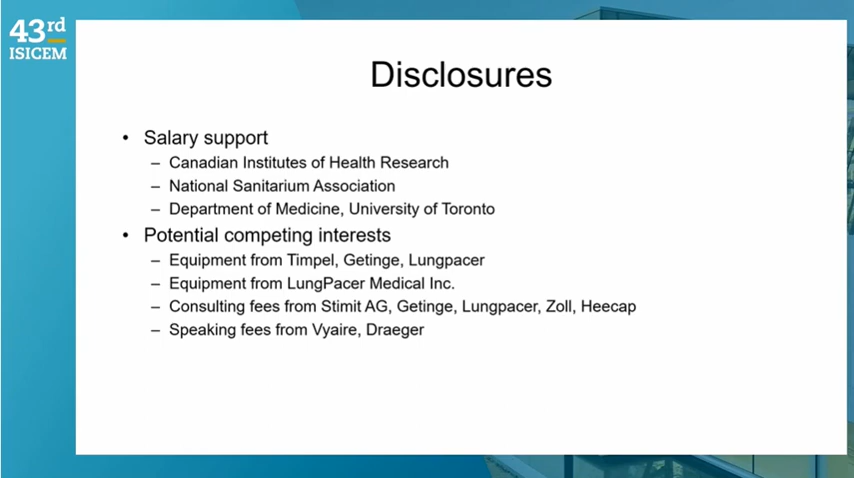 43rd
ISICEM
Disclosures
• Salary support
– Canadian Institutes of Health Research
– National Sanitarium Association
– Department of Medicine, University of Toronto
• Potential competing interests
– Equipment from Timpel, Getinge, Lungpacer
– Equipment from LungPacer Medical Inc.
– Consulting fees from Stimit AG, Getinge, Lungpacer, Zoll, Heecap
– Speaking fees from Vyaire, Draeger